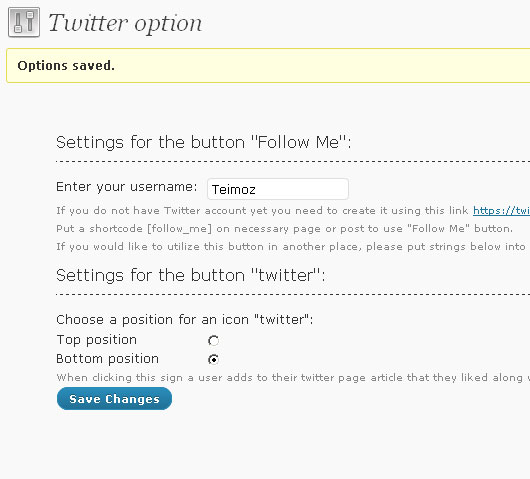 Twitter option
Options saved.
Settings for the button "Follow Me":
Enter your username: Teimoz
If you do not have Twitter account yet you need to create it using this link https://twi
Put a shortcode [follow_me] on necessary page or post to use "Follow Me" button.
If you would like to utilize this button in another place, please put strings below into
Settings for the button "twitter":
Choose a position for an icon "twitter":
Top position
Bottom position
When clicking this sign a user adds to their twitter page article that they liked along
Save Changes